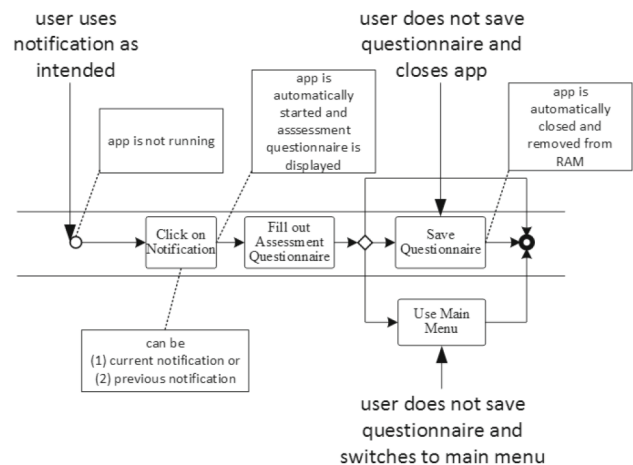 user uses
notification as
intended
user does not save
questionnaire and
closes app
app is not running
app is
automatically
started and
asssessment
questionnaire is
displayed
app is
automatically
closed and
removed from
RAM
Click on
Notification
Fill out
Assessment
Questionnaire
Save
Questionnaire
Use Main
Menu
can be
(1) current notification or
(2) previous notification
user does not save
questionnaire and
switches to main menu